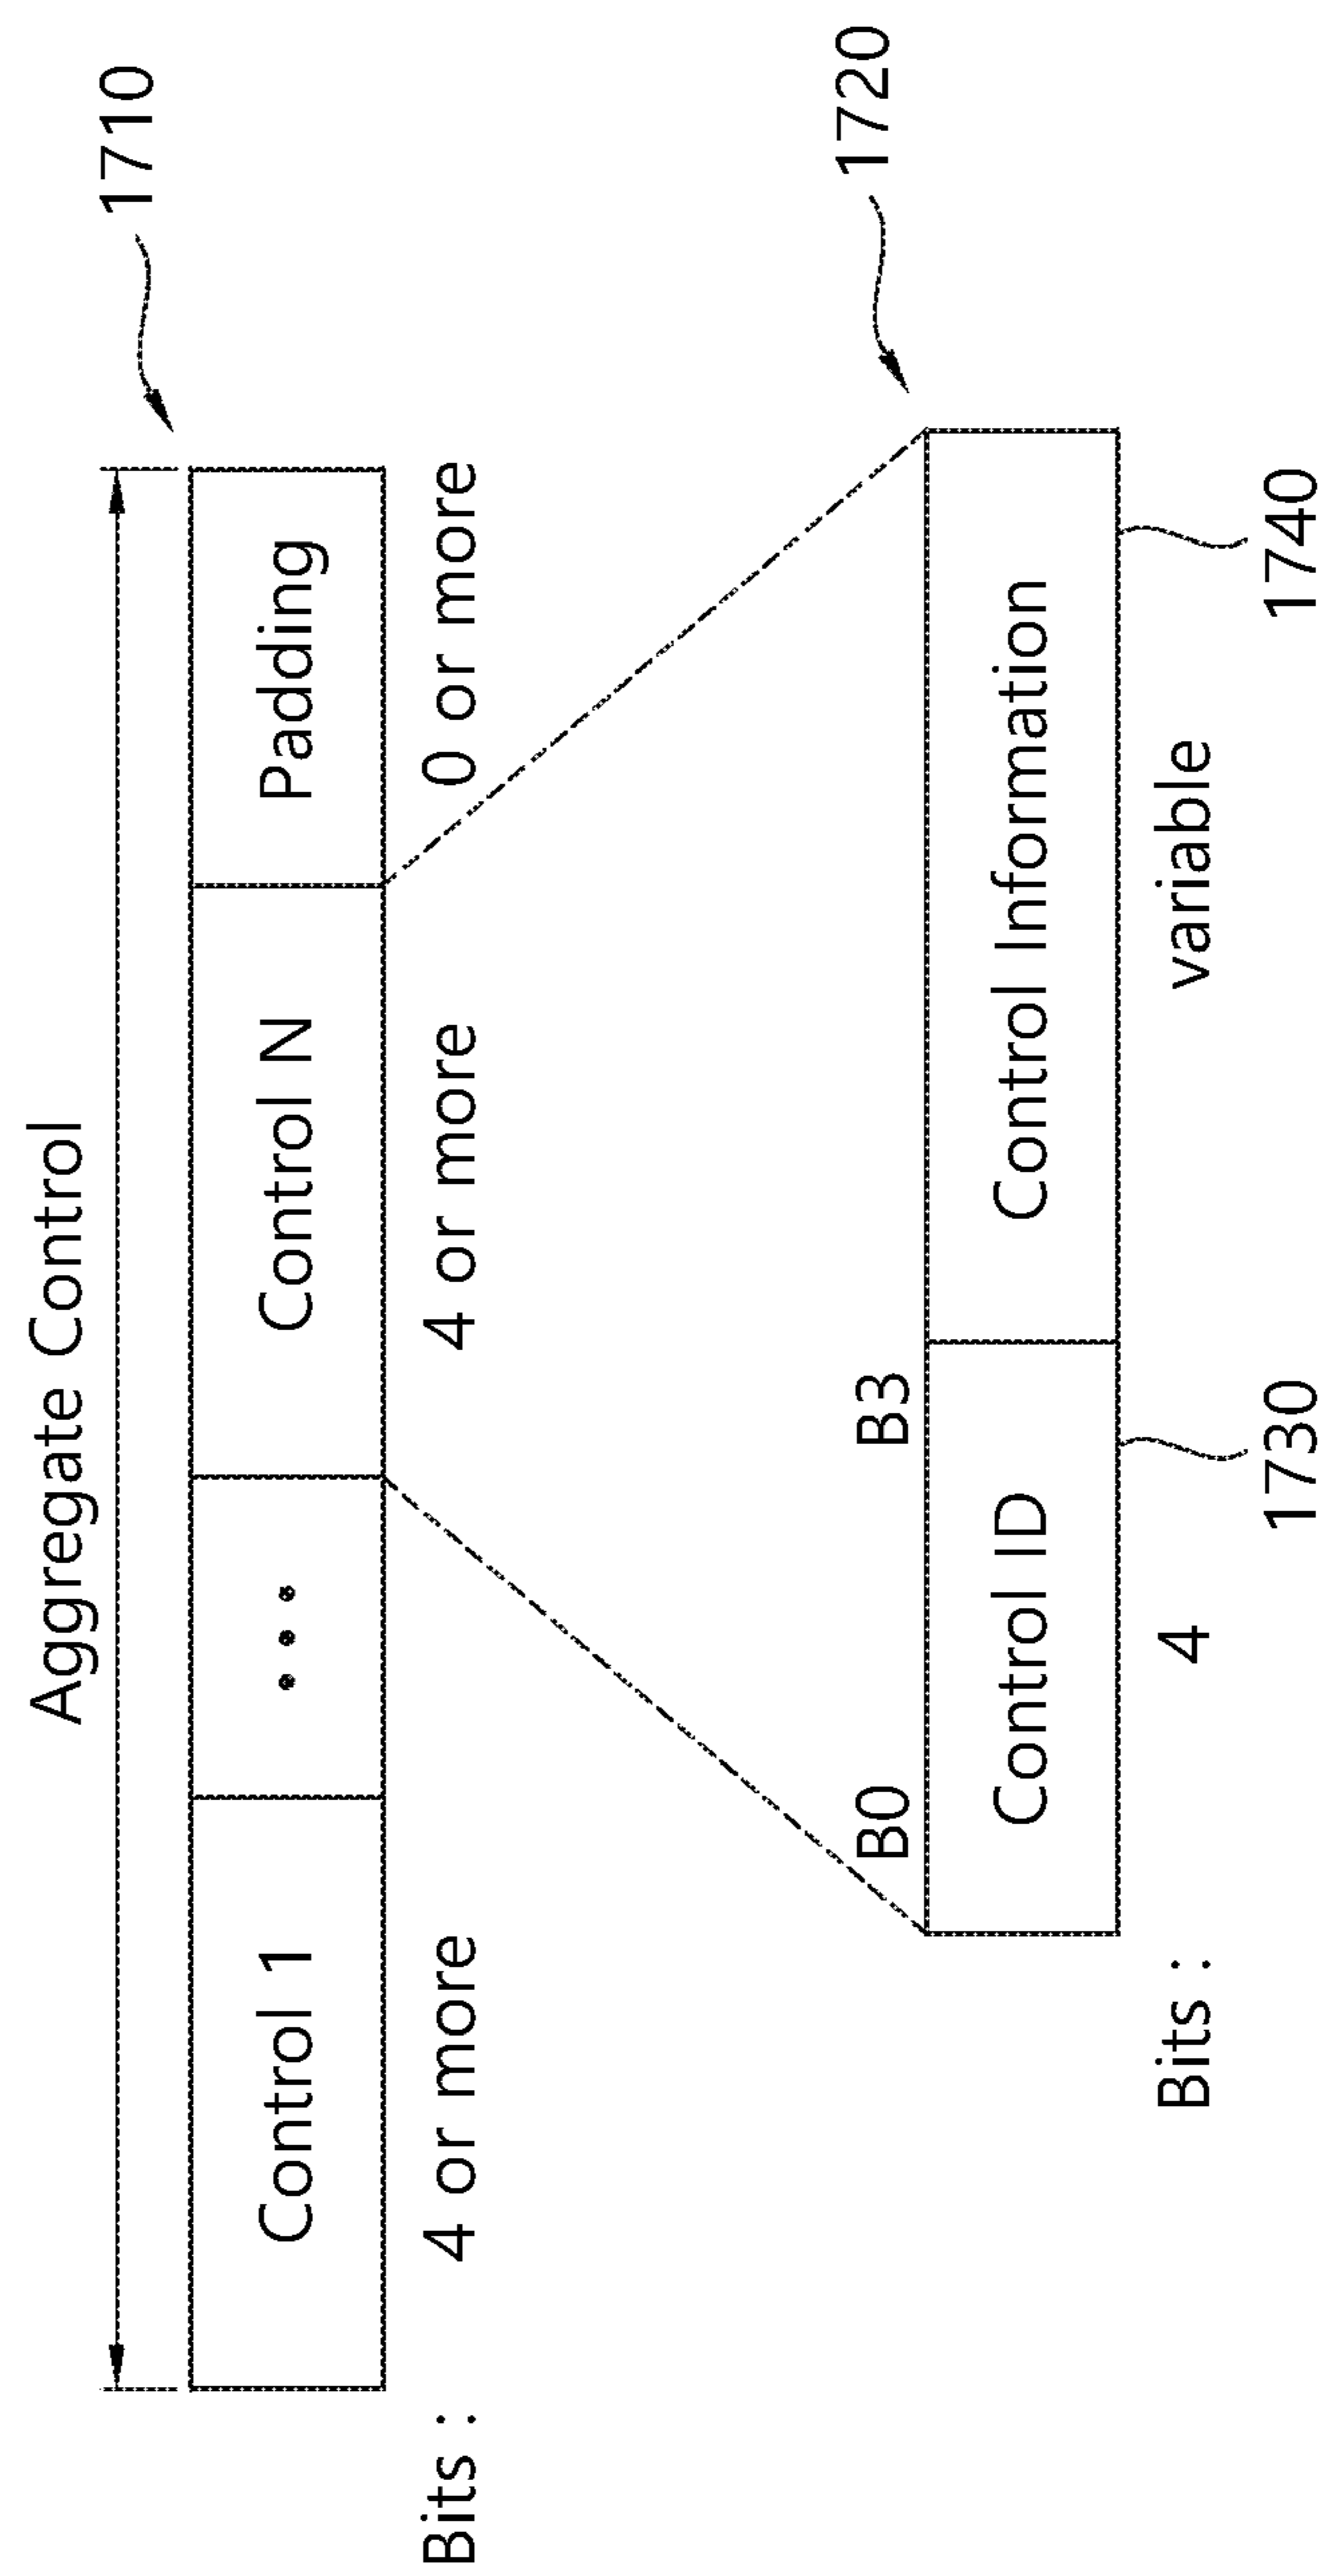 Aggregate Control
1710
Control 1 ... Control N Padding
Bits : 4 or more 4 or more 0 or more
1720
B0 B3
Control ID Control Information
Bits : 4 variable
1730 1740